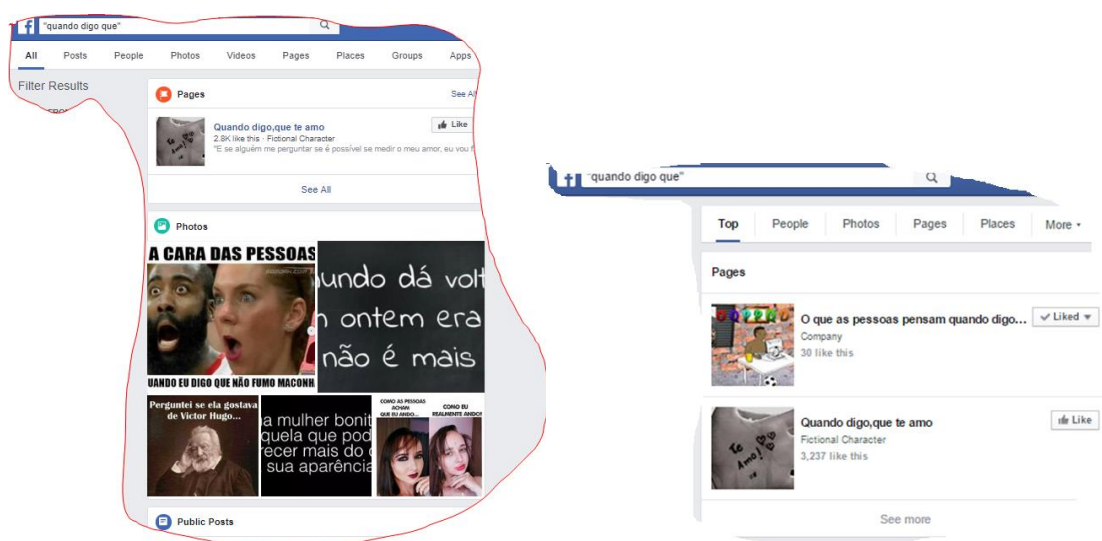 "quando digo que"
All Posts People Photos Videos Pages Places Groups Apps
Filter Results
Pages
See All
Quando digo,que te amo
Like
2.8K like this · Fictional Character
"E se alguém me perguntar se é possível se medir o meu amor, eu vou
See All
Photos
A CARA DAS PESSOAS
UANDO EU DIGO QUE NÃO FUMO MACONH
undo dá volt
ontem era
não é mais
Perguntei se ela gostava
de Victor Hugo...
a mulher bonit
quela que pod
recer mais do
sua aparência
COMO AS PESSOAS
ACHAM
QUE EU ANDO...
COMO EU
REALMENTE ANDO!
Public Posts
"quando digo que"
Top People Photos Pages Places More
Pages
O que as pessoas pensam quando digo...
Liked
Company
30 like this
Te
Amo!
Quando digo,que te amo
Like
Fictional Character
3,237 like this
See more